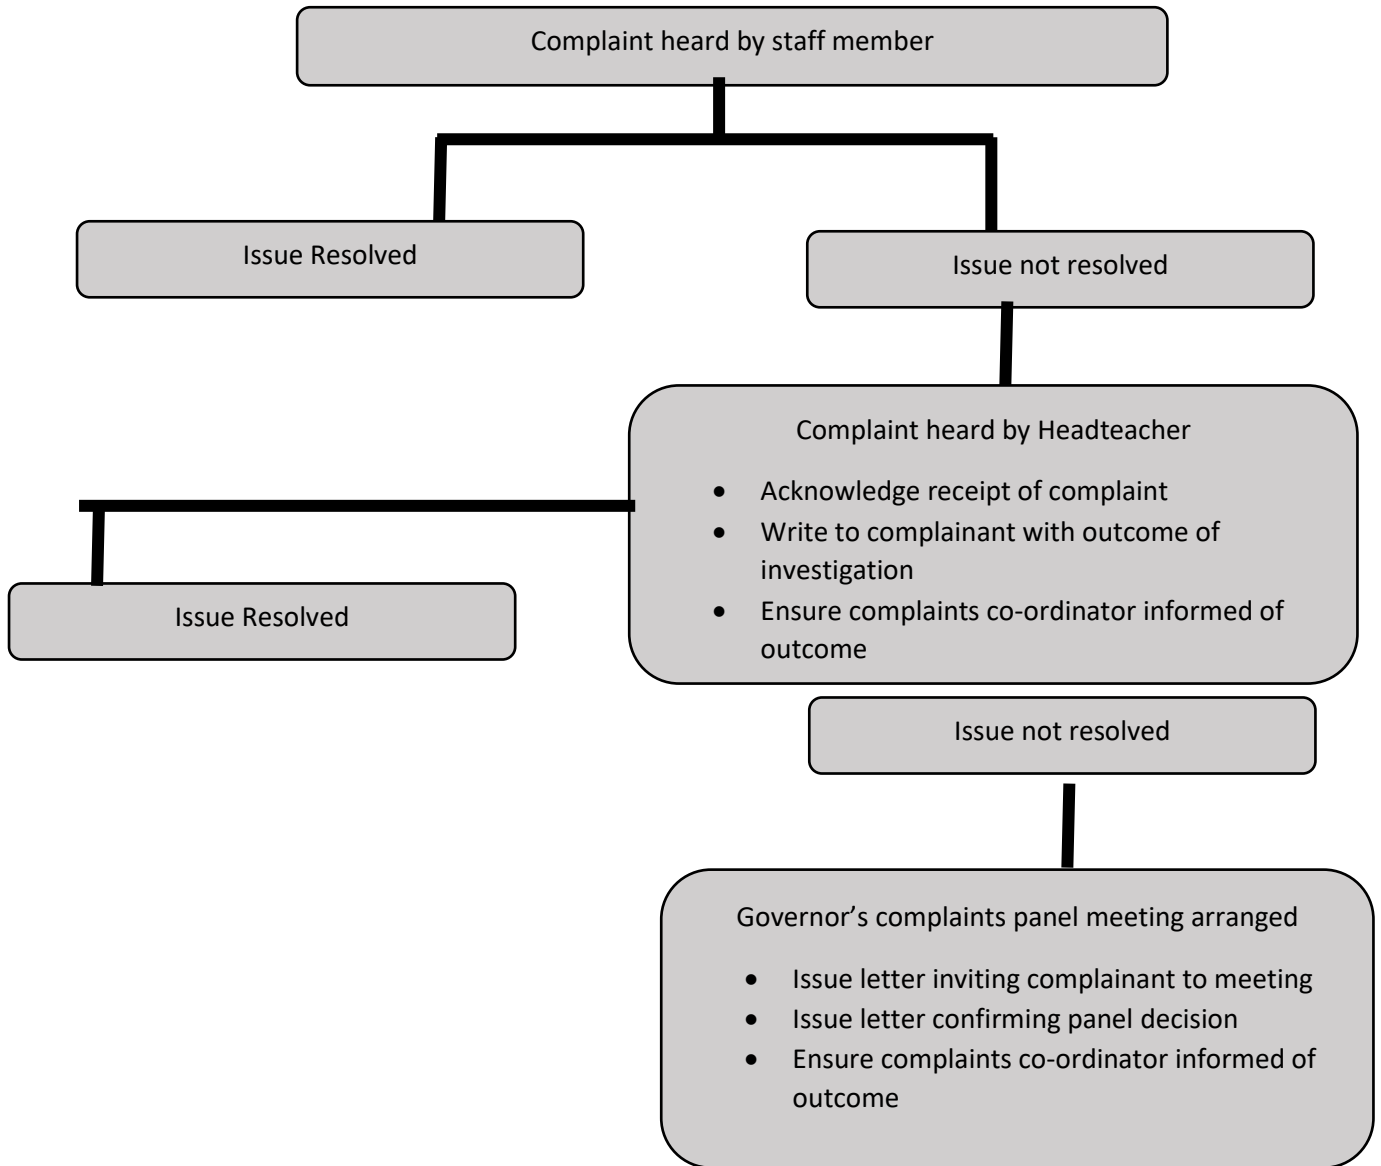 Complaint heard by staff member
Issue Resolved
Issue not resolved
Complaint heard by Headteacher
• Acknowledge receipt of complaint
• Write to complainant with outcome of
investigation
• Ensure complaints co-ordinator informed of
outcome
Issue Resolved
Issue not resolved
Governor’s complaints panel meeting arranged
• Issue letter inviting complainant to meeting
• Issue letter confirming panel decision
• Ensure complaints co-ordinator informed of
outcome